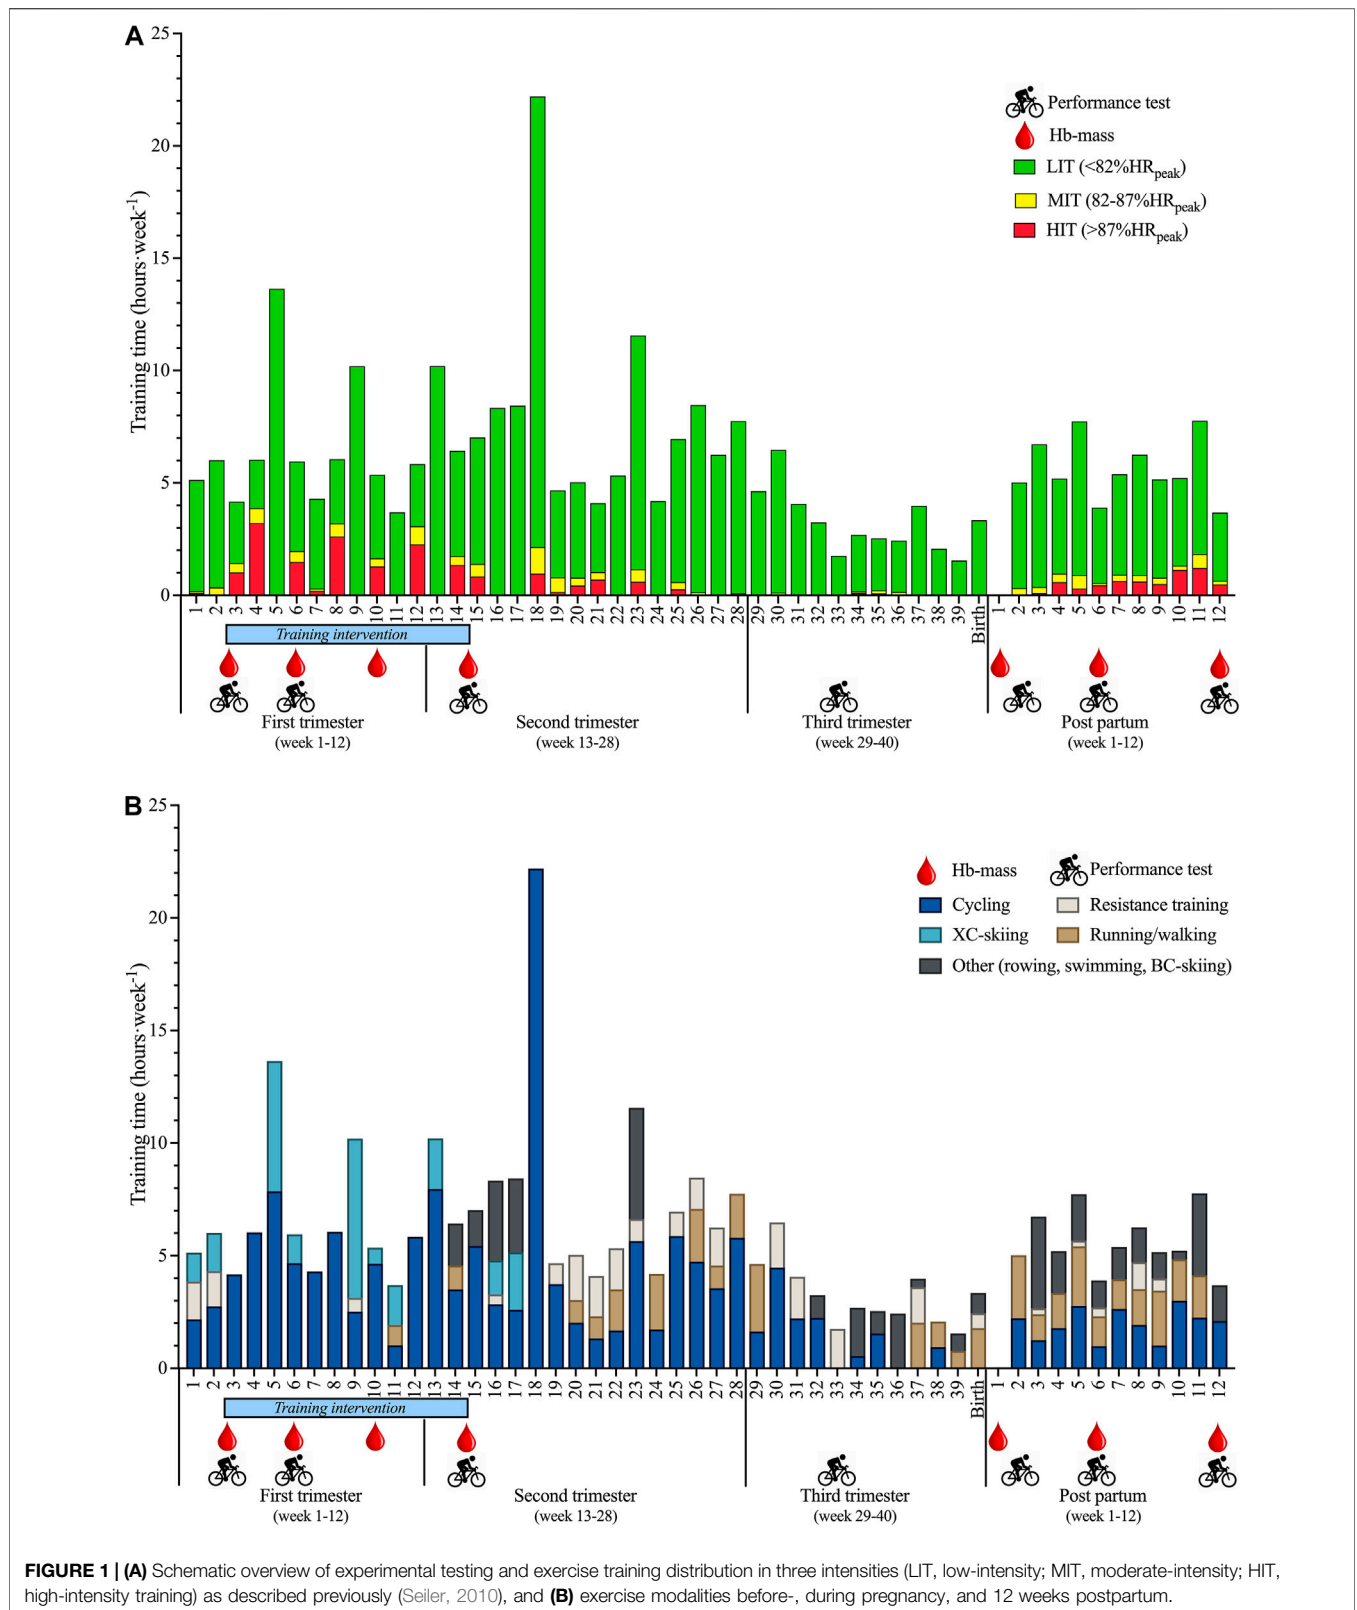 A
25
20
15
10
5
0
Training time (hours·week-1)
Performance test
Hb-mass
LIT (<82%HRpeak)
MIT (82-87%HRpeak)
HIT (>87%HRpeak)
1 2 3 4 5 6 7 8 9 10 11 12 13 14 15 16 17 18 19 20 21 22 23 24 25 26 27 28 29 30 31 32 33 34 35 36 37 38 39 Birth 1 2 3 4 5 6 7 8 9 10 11 12
Training intervention
First trimester Second trimester Third trimester Post partum
(week 1-12) (week 13-28) (week 29-40) (week 1-12)
B
25
20
15
10
5
0
Training time (hours·week-1)
Hb-mass Performance test
Cycling Resistance training
XC-skiing Running/walking
Other (rowing, swimming, BC-skiing)
1 2 3 4 5 6 7 8 9 10 11 12 13 14 15 16 17 18 19 20 21 22 23 24 25 26 27 28 29 30 31 32 33 34 35 36 37 38 39 Birth 1 2 3 4 5 6 7 8 9 10 11 12
Training intervention
First trimester Second trimester Third trimester Post partum
(week 1-12) (week 13-28) (week 29-40) (week 1-12)
FIGURE 1 | (A) Schematic overview of experimental testing and exercise training distribution in three intensities (LIT, low-intensity; MIT, moderate-intensity; HIT,
high-intensity training) as described previously (Seiler, 2010), and (B) exercise modalities before-, during pregnancy, and 12 weeks postpartum.